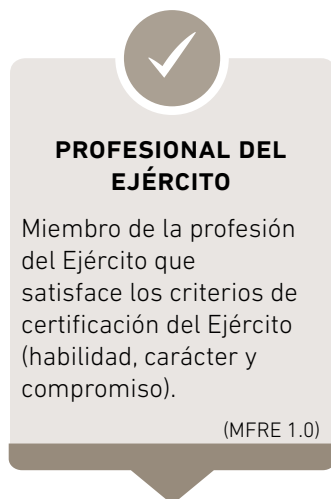 PROFESIONAL DEL
EJÉRCITO
Miembro de la profesión
del Ejército que
satisface los criterios de
certificación del Ejército
(habilidad, carácter y
compromiso).
(MFRE 1.0)